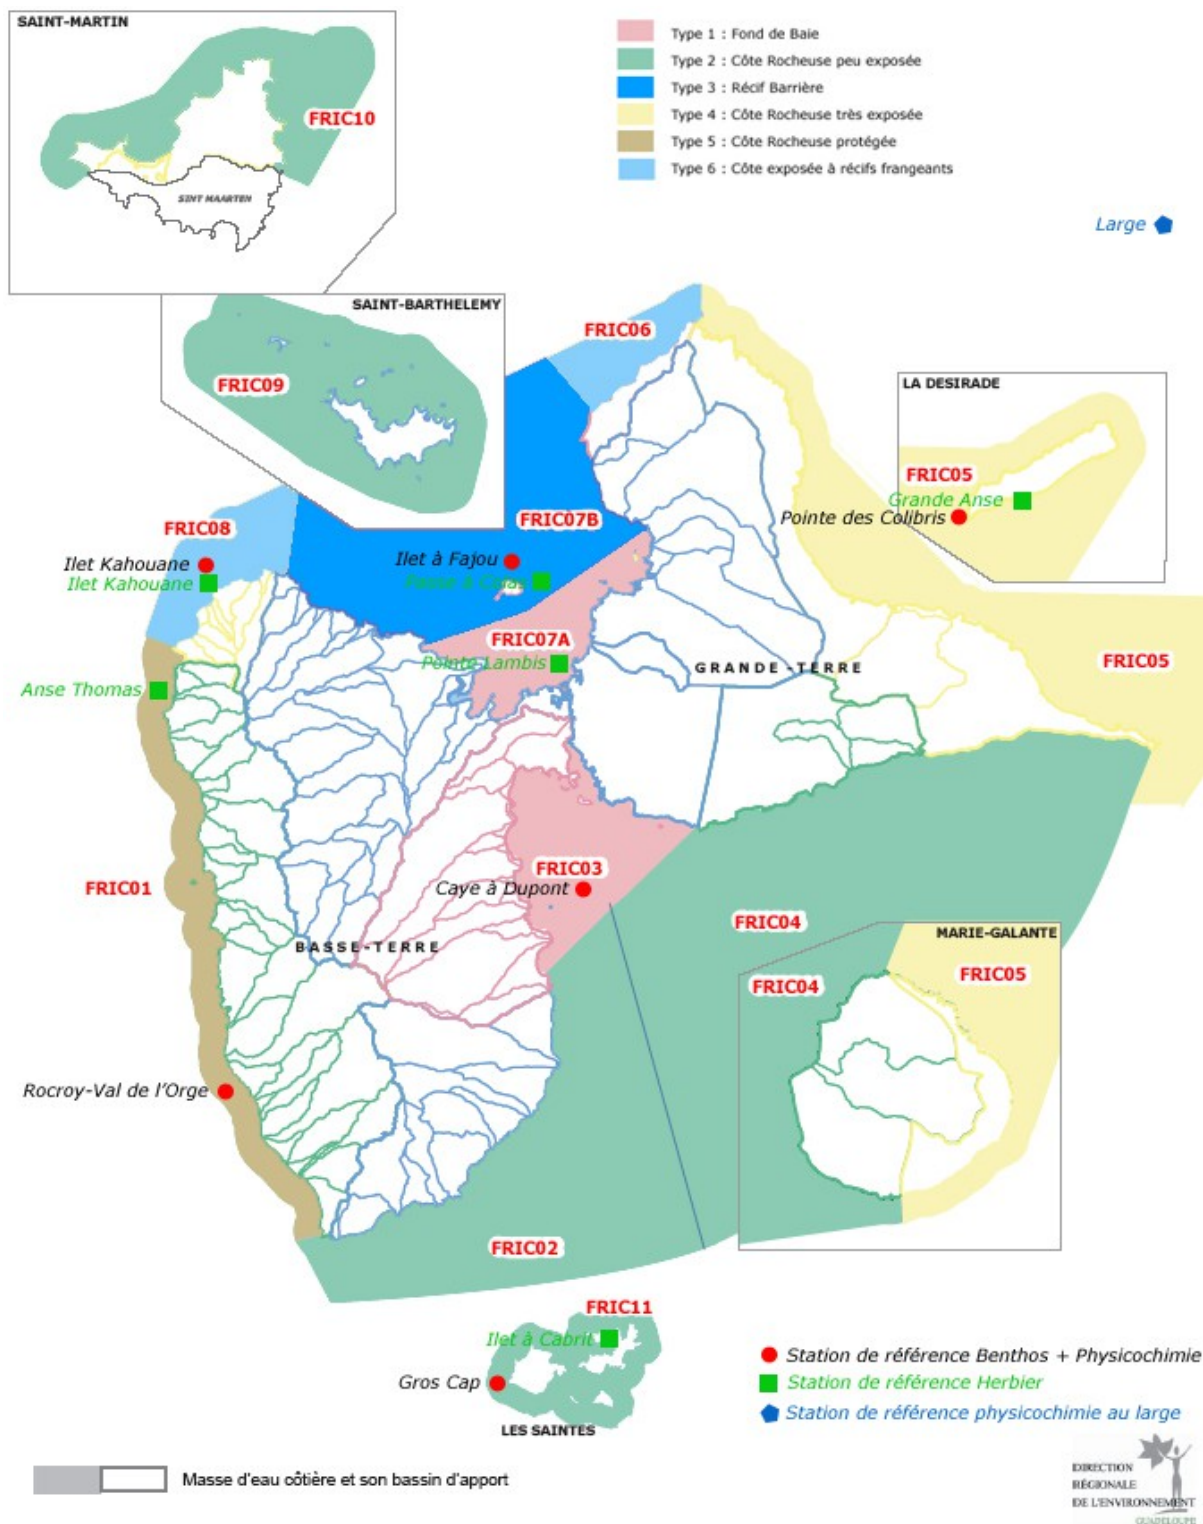 SAINT-MARTIN
FRIC10
SINT MAARTEN
Type 1 : Fond de Baie
Type 2 : Côte Rocheuse peu exposée
Type 3 : Récif Barrière
Type 4 : Côte Rocheuse très exposée
Type 5 : Côte Rocheuse protégée
Type 6 : Côte exposée à récifs frangeants
Large
SAINT-BARTHELEMY
FRIC09
FRIC06
LA DESIRADE
FRIC05
Grande Anse
Pointe des Colibris
FRIC08
FRIC07B
Ilet Kahouane
Ilet Kahouane
Ilet à Fajou
Passe à Colas
FRIC07A
Pointe Lambis
GRANDE-TERRE
FRIC05
Anse Thomas
FRIC01
FRIC03
Caye à Dupont
BASSE-TERRE
FRIC04
MARIE-GALANTE
FRIC04
FRIC05
Rocroy-Val de l'Orge
FRIC02
FRIC11
Ilet à Cabrit
Gros Cap
LES SAINTES
Station de référence Benthos + Physicochimie
Station de référence Herbier
Station de référence physicochimie au large
Masse d'eau côtière et son bassin d'apport
DIRECTION
RÉGIONALE
DE L'ENVIRONNEMENT
GUADELOUPE